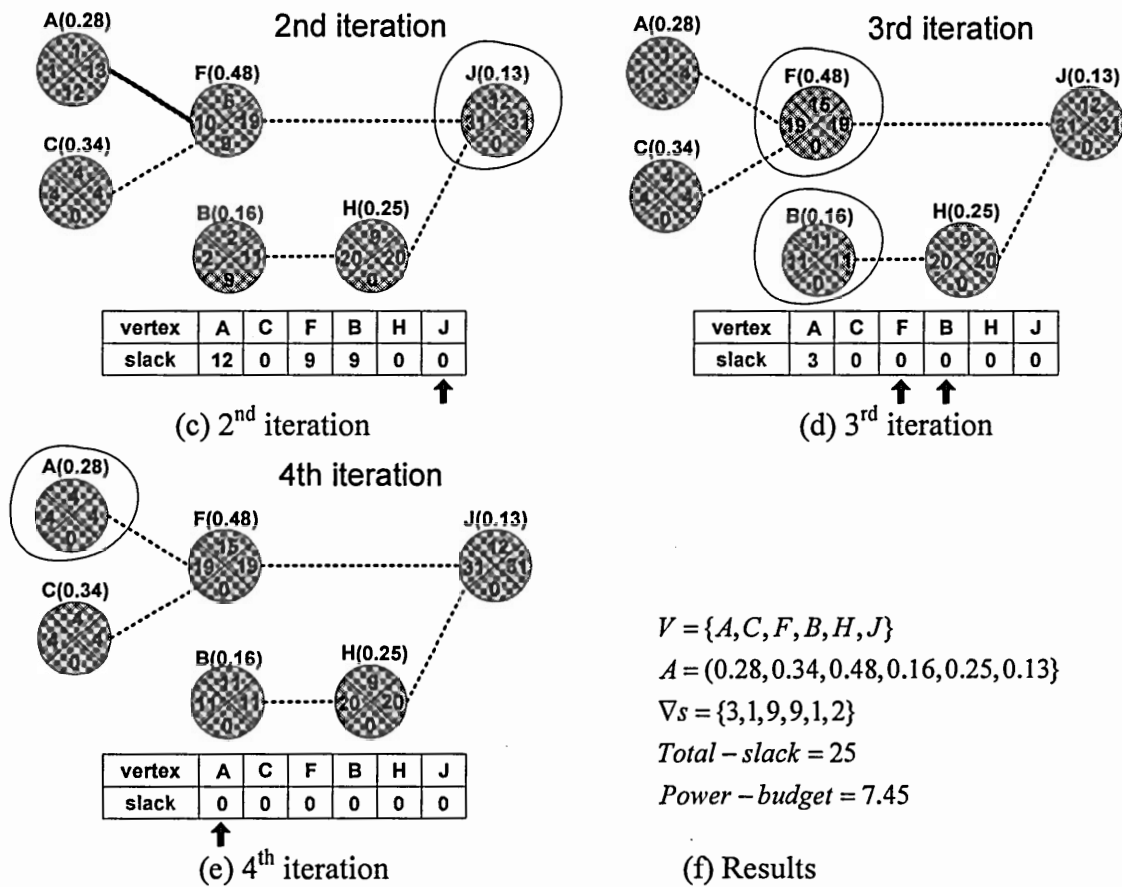 2nd iteration
A(0.28)
1
1 13
12
F(0.48)
6
10 19
9
J(0.13)
12
31 31
0
C(0.34)
4
4 4
0
B(0.16)
2
2 11
9
H(0.25)
9
20 20
0
vertex A C F B H J
slack 12 0 9 9 0 0
(c) 2nd iteration
3rd iteration
A(0.28)
1
1 4
3
F(0.48)
15
19 19
0
J(0.13)
12
31 31
0
C(0.34)
4
4 4
0
B(0.16)
11
11 11
0
H(0.25)
9
20 20
0
vertex A C F B H J
slack 3 0 0 0 0 0
(d) 3rd iteration
4th iteration
A(0.28)
4
4 4
0
F(0.48)
15
19 19
0
J(0.13)
12
31 31
0
C(0.34)
4
4 4
0
B(0.16)
11
11 11
0
H(0.25)
9
20 20
0
vertex A C F B H J
slack 0 0 0 0 0 0
(e) 4th iteration
V = {A,C,F,B,H,J}
A = (0.28,0.34,0.48,0.16,0.25,0.13}
∇s = {3,1,9,9,1,2}
Total − slack = 25
Power − budget = 7.45
(f) Results